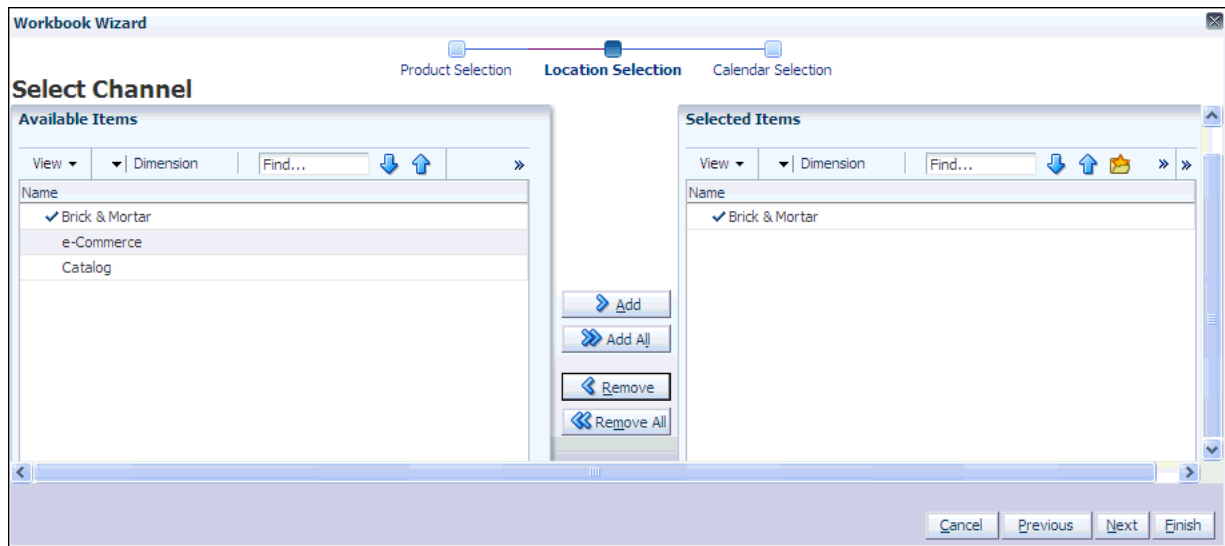 Workbook Wizard
Product Selection
Location Selection
Calendar Selection
Select Channel
Available Items
View
Dimension
Find...
»
Name
Brick & Mortar
e-Commerce
Catalog
Add
Add All
Remove
Remove All
Selected Items
View
Dimension
Find...
» »
Name
Brick & Mortar
Cancel
Previous
Next
Finish